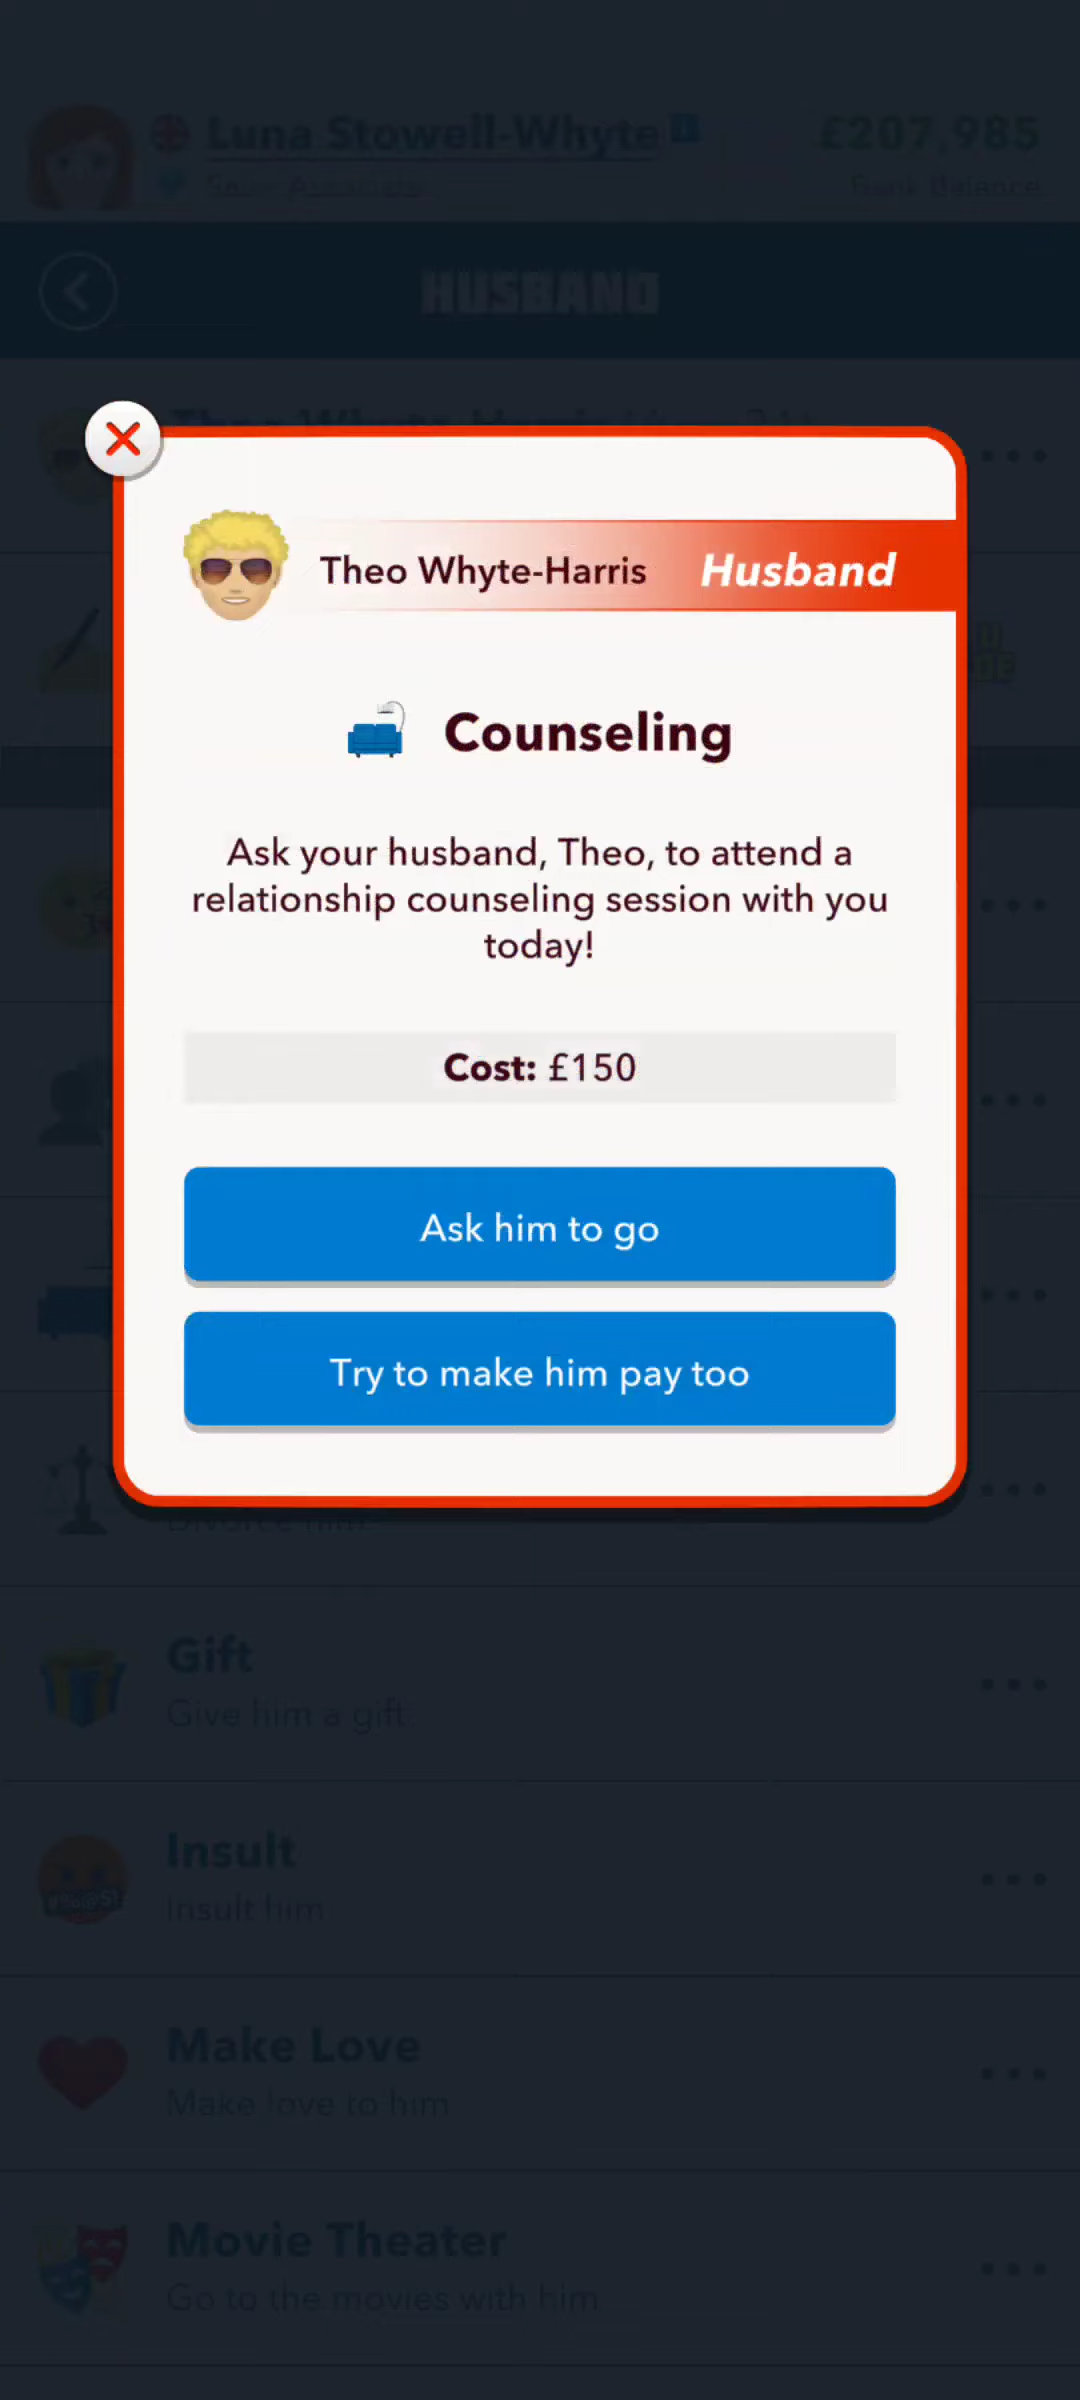 Luna Stowell-Whyte
£207,985
Bank Balance
HUSBAND
Theo Whyte-Harris
Husband
Counseling
Ask your husband, Theo, to attend a
relationship counseling session with you
today!
Cost: £150
Ask him to go
Try to make him pay too
Divorce him
Gift
Give him a gift
Insult
Insult him
Make Love
Make love to him
Movie Theater
Go to the movies with him